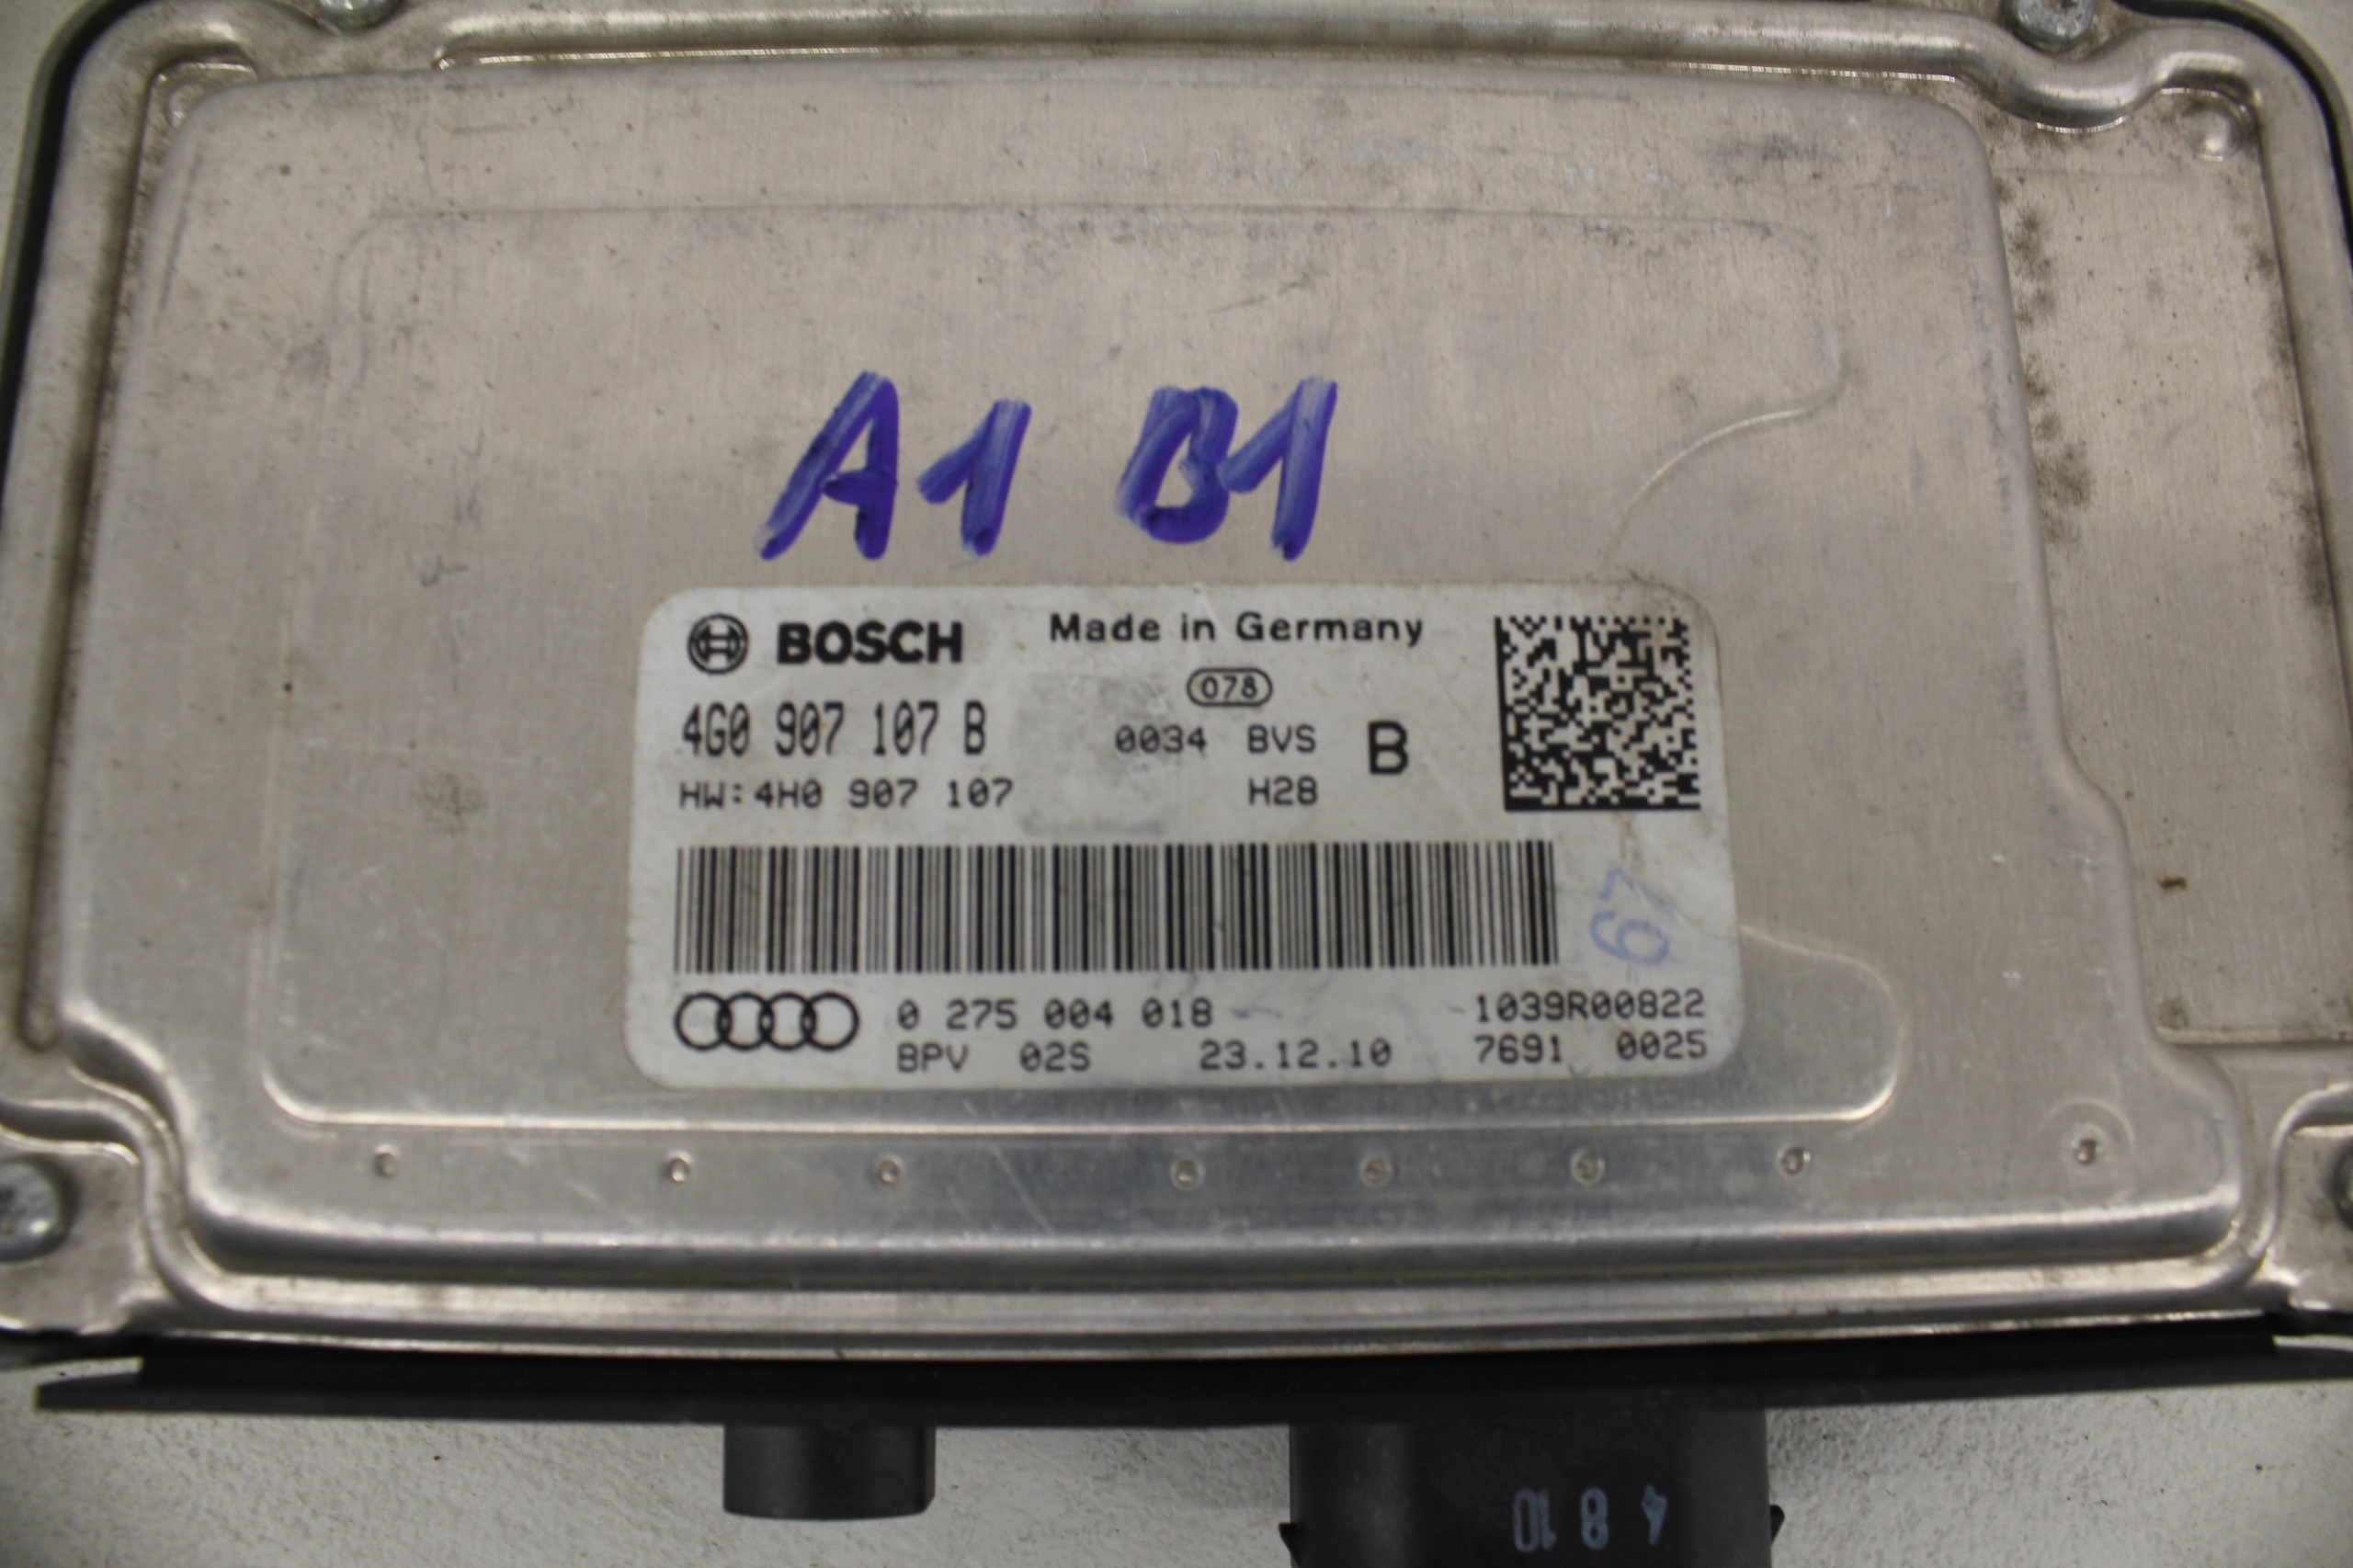 A1 B1
BOSCH Made in Germany
078
4G0 907 107 B 0034 BVS B
HW:4H0 907 107 H28
67
0 275 004 018 1039R00822
BPV 02S 23.12.10 7691 0025
4 8 10